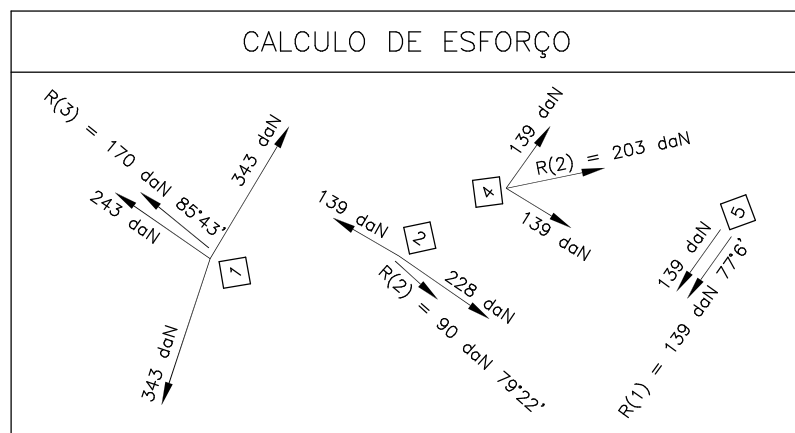 CALCULO DE ESFORÇO
R(3) = 170 daN 85°43'
343 daN
243 daN
1
343 daN
139 daN
2
228 daN
R(2) = 90 daN 79°22'
139 daN
R(2) = 203 daN
4
139 daN
5
139 daN
R(1) = 139 daN 77°6'